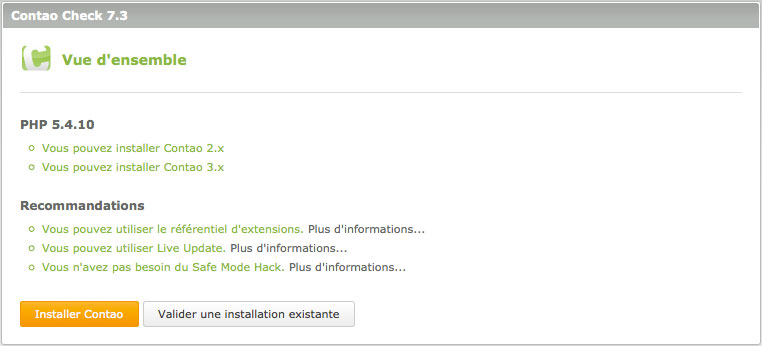 Contao Check 7.3
Vue d'ensemble
PHP 5.4.10
Vous pouvez installer Contao 2.x
Vous pouvez installer Contao 3.x
Recommandations
Vous pouvez utiliser le référentiel d'extensions. Plus d'informations...
Vous pouvez utiliser Live Update. Plus d'informations...
Vous n'avez pas besoin du Safe Mode Hack. Plus d'informations...
Installer Contao Valider une installation existante